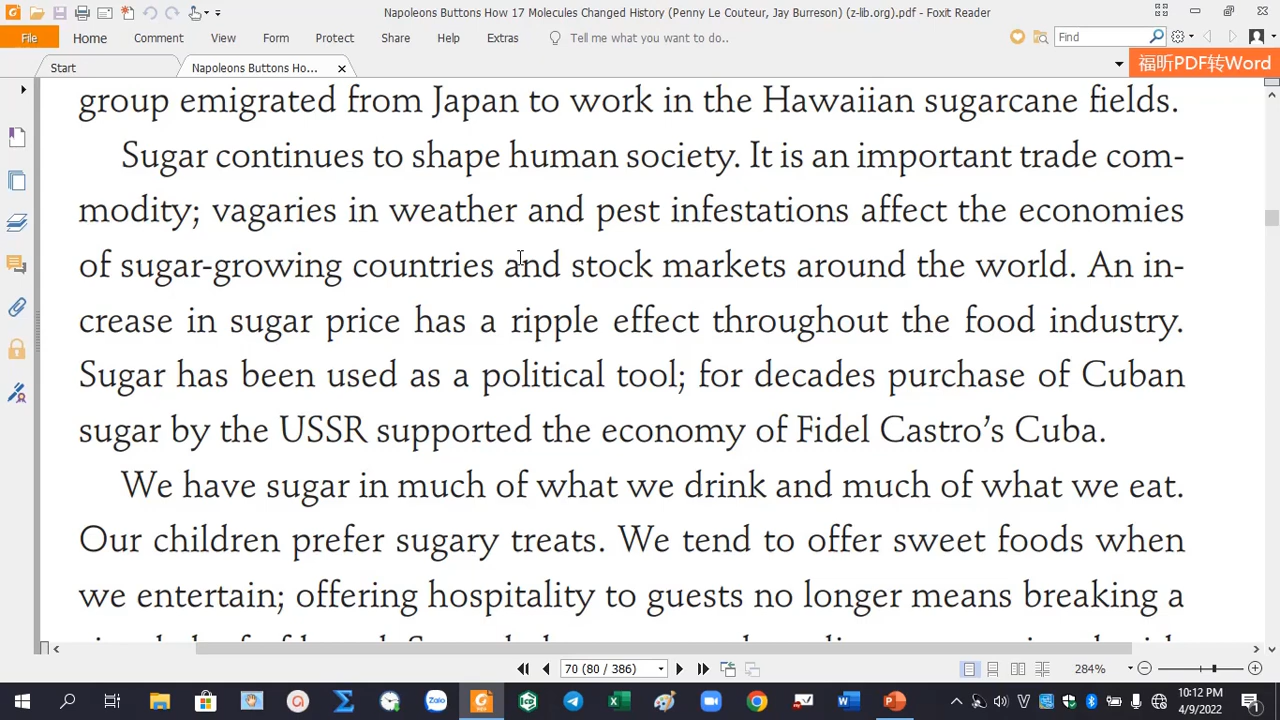 Napoleons Buttons How 17 Molecules Changed History (Penny Le Couteur, Jay Burreson) (z-lib.org).pdf - Foxit Reader
File Home Comment View Form Protect Share Help Extras Tell me what you want to do.. Find
Start Napoleons Buttons Ho...
福昕PDF转Word
group emigrated from Japan to work in the Hawaiian sugarcane fields.
Sugar continues to shape human society. It is an important trade com-
modity; vagaries in weather and pest infestations affect the economies
of sugar-growing countries and stock markets around the world. An in-
crease in sugar price has a ripple effect throughout the food industry.
Sugar has been used as a political tool; for decades purchase of Cuban
sugar by the USSR supported the economy of Fidel Castro's Cuba.
We have sugar in much of what we drink and much of what we eat.
Our children prefer sugary treats. We tend to offer sweet foods when
we entertain; offering hospitality to guests no longer means breaking a
70 (80 / 386)
284%
Zalo
10:12 PM
4/9/2022